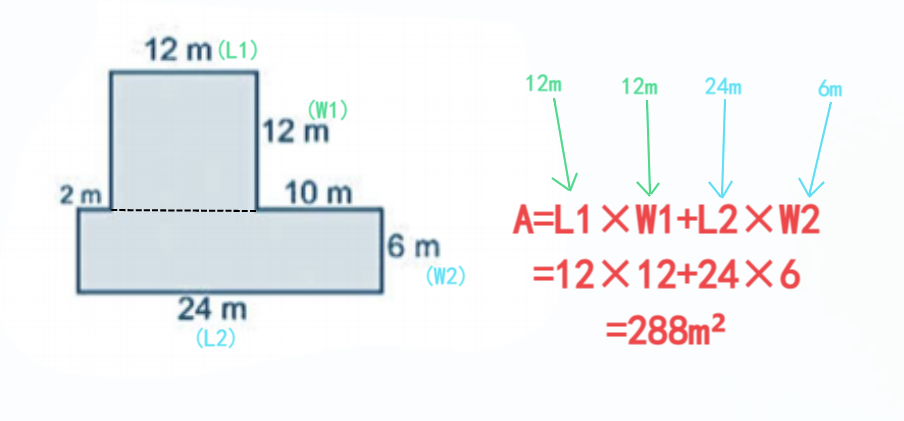 12 m (L1)
(W1)
12 m
2 m
10 m
6 m
(W2)
24 m
(L2)
12m 12m 24m 6m
A=L1×W1+L2×W2
=12×12+24×6
=288m²